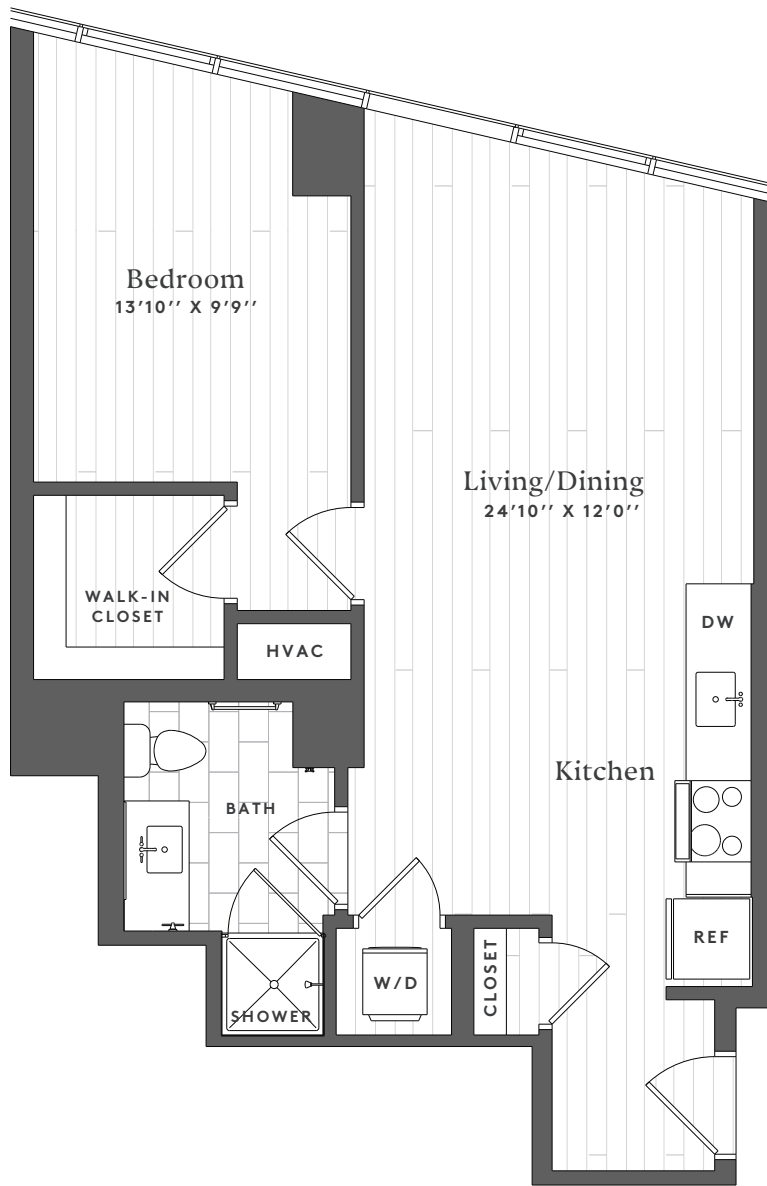 Bedroom
13′10′′ X 9′9′′
Living/Dining
24′10′′ X 12′0′′
WALK-IN
CLOSET
DW
HVAC
Kitchen
BATH
REF
CLOSET
W/D
SHOWER